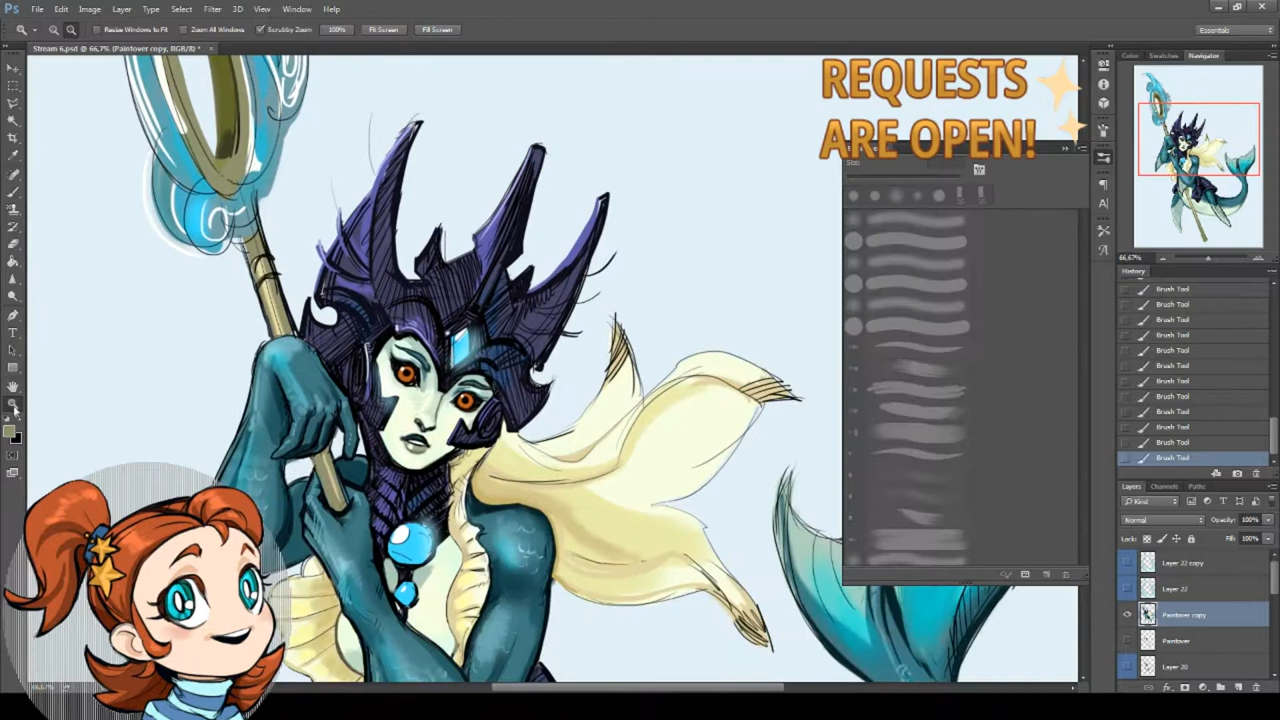 Ps File Edit Image Layer Type Select Filter 3D View Window Help
Resize Windows to Fit Zoom All Windows Scrubby Zoom 100% Fit Screen Fill Screen Essentials
Stream 6.psd @ 66,7% (Paintover copy, RGB/8) * ×
Color Swatches Navigator
REQUESTS
ARE OPEN!
Size
66,67%
History
Brush Tool
Brush Tool
Brush Tool
Brush Tool
Brush Tool
Brush Tool
Brush Tool
Brush Tool
Brush Tool
Brush Tool
Brush Tool
Brush Tool
Layers Channels Paths
Kind
Normal Opacity: 100%
Lock: Fill: 100%
Layer 22 copy
Layer 22
Paintover copy
Paintover
Layer 20